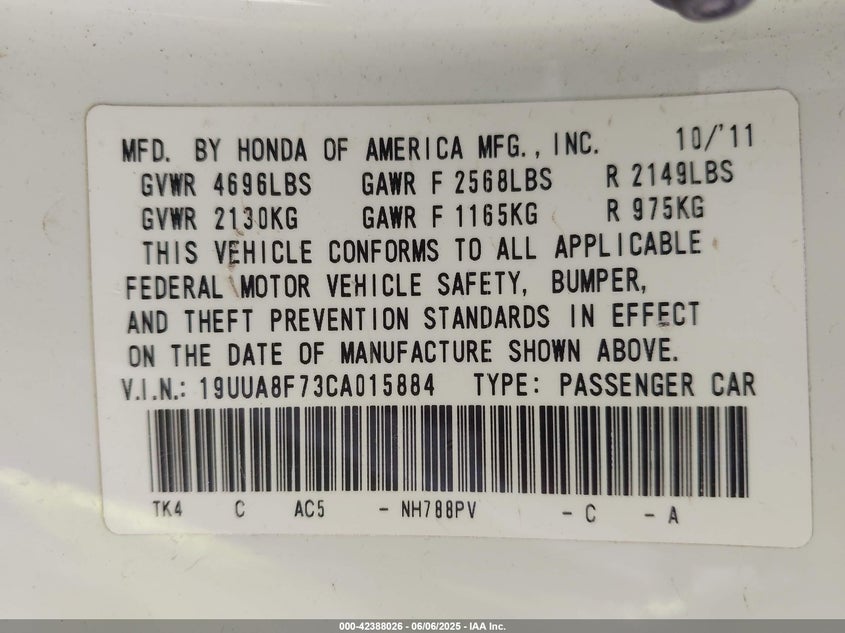 MFD. BY HONDA OF AMERICA MFG., INC. 10/'11
GVWR 4696LBS GAWR F 2568LBS R 2149LBS
GVWR 2130KG GAWR F 1165KG R 975KG
THIS VEHICLE CONFORMS TO ALL APPLICABLE
FEDERAL MOTOR VEHICLE SAFETY, BUMPER,
AND THEFT PREVENTION STANDARDS IN EFFECT
ON THE DATE OF MANUFACTURE SHOWN ABOVE.
V.I.N.: 19UUA8F73CA015884 TYPE: PASSENGER CAR
TK4 C AC5 - NH788PV - C - A
000-42388026 - 06/06/2025 - IAA Inc.